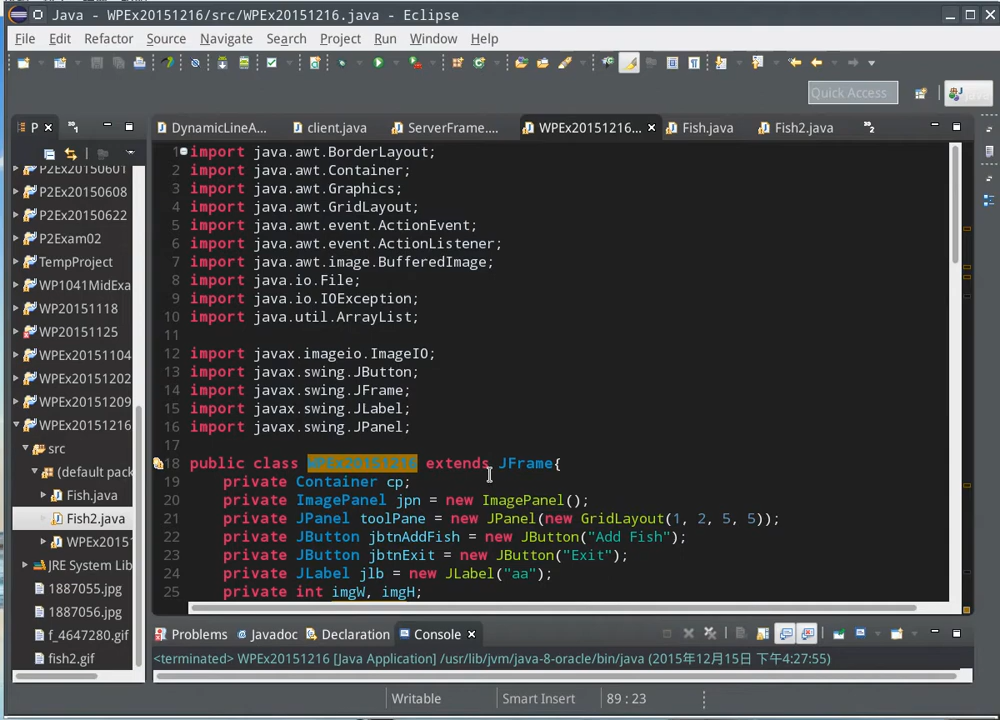 Java - WPEx20151216/src/WPEx20151216.java - Eclipse
File Edit Refactor Source Navigate Search Project Run Window Help
Quick Access
P
DynamicLineA...
client.java
ServerFrame....
WPEx20151216...
Fish.java
Fish2.java
P2Ex20150601
P2Ex20150608
P2Ex20150622
P2Exam02
TempProject
WP1041MidExa
WP20151118
WP20151125
WPEx20151104
WPEx20151202
WPEx20151209
WPEx20151216
src
(default pack
Fish.java
Fish2.java
WPEx20151
JRE System Lib
1887055.jpg
1887056.jpg
f_4647280.gif
fish2.gif
1 import java.awt.BorderLayout;
2 import java.awt.Container;
3 import java.awt.Graphics;
4 import java.awt.GridLayout;
5 import java.awt.event.ActionEvent;
6 import java.awt.event.ActionListener;
7 import java.awt.image.BufferedImage;
8 import java.io.File;
9 import java.io.IOException;
10 import java.util.ArrayList;
11
12 import javax.imageio.ImageIO;
13 import javax.swing.JButton;
14 import javax.swing.JFrame;
15 import javax.swing.JLabel;
16 import javax.swing.JPanel;
17
18 public class WPEx20151216 extends JFrame{
19 private Container cp;
20 private ImagePanel jpn = new ImagePanel();
21 private JPanel toolPane = new JPanel(new GridLayout(1, 2, 5, 5));
22 private JButton jbtnAddFish = new JButton("Add Fish");
23 private JButton jbtnExit = new JButton("Exit");
24 private JLabel jlb = new JLabel("aa");
25 private int imgW, imgH;
Problems Javadoc Declaration Console
<terminated> WPEx20151216 [Java Application] /usr/lib/jvm/java-8-oracle/bin/java (2015年12月15日 下午4:27:55)
Writable Smart Insert 89 : 23